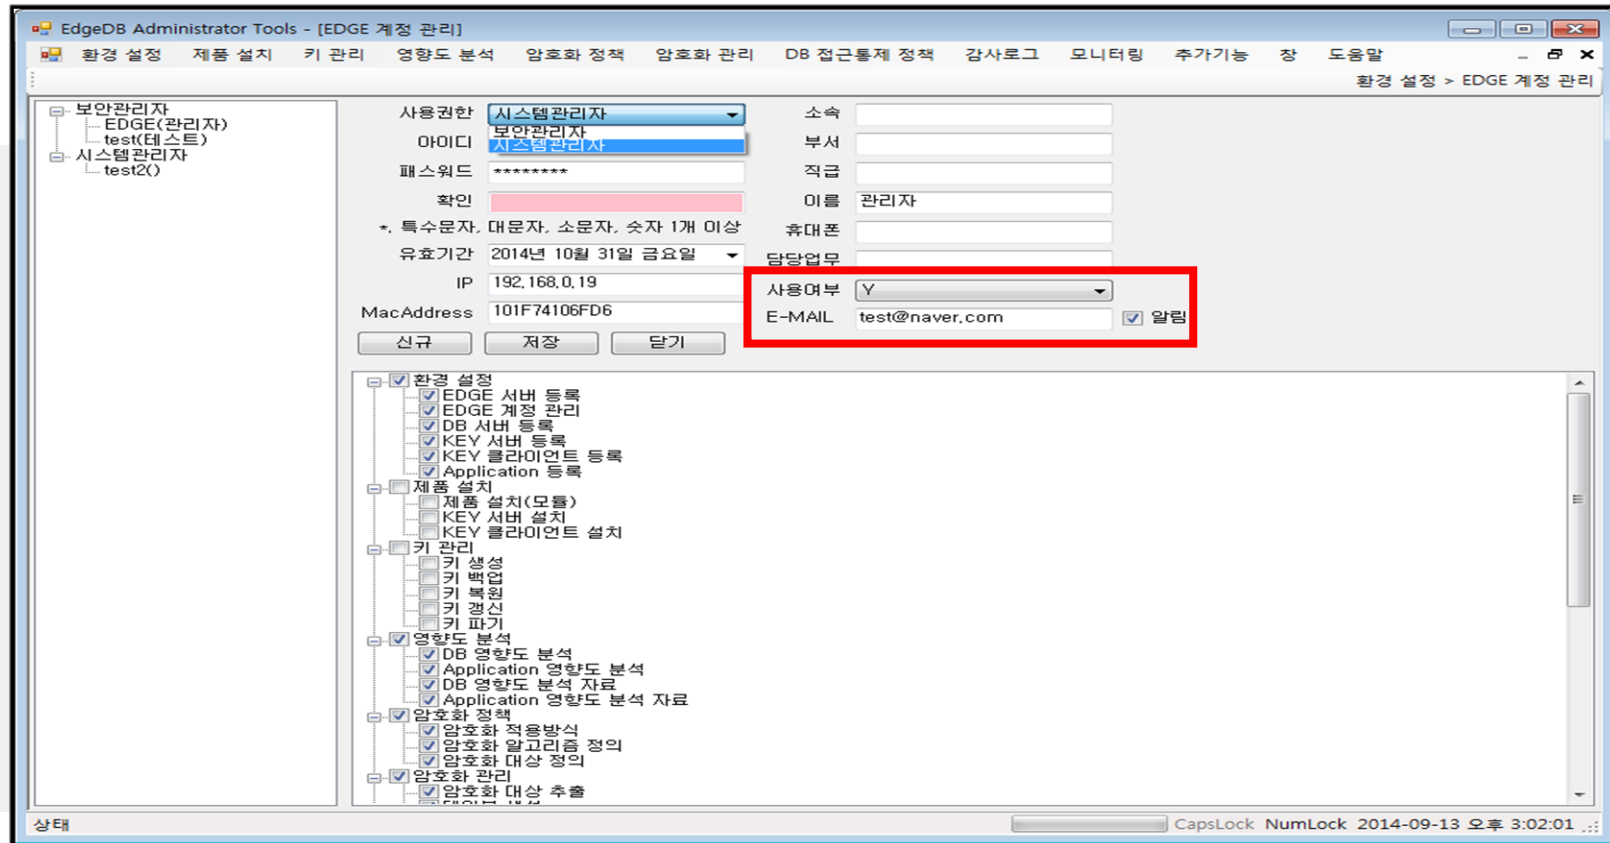 EdgeDB Administrator Tools - [EDGE 계정 관리]
환경 설정 제품 설치 키 관리 영향도 분석 암호화 정책 암호화 관리 DB 접근통제 정책 감사로그 모니터링 추가기능 창 도움말
환경 설정 > EDGE 계정 관리
보안관리자
EDGE(관리자)
test(테스트)
시스템관리자
test2()
사용권한 시스템관리자
보안관리자
시스템관리자
아이디
패스워드 ********
확인
*, 특수문자, 대문자, 소문자, 숫자 1개 이상
유효기간 2014년 10월 31일 금요일
IP 192,168,0,19
MacAddress 101F74106FD6
신규 저장 닫기
소속
부서
직급
이름 관리자
휴대폰
담당업무
사용여부 Y
E-MAIL test@naver,com 알림
환경 설정
EDGE 서버 등록
EDGE 계정 관리
DB 서버 등록
KEY 서버 등록
KEY 클라이언트 등록
Application 등록
제품 설치
제품 설치(모듈)
KEY 서버 설치
KEY 클라이언트 설치
키 관리
키 생성
키 백업
키 복원
키 갱신
키 파기
영향도 분석
DB 영향도 분석
Application 영향도 분석
DB 영향도 분석 자료
Application 영향도 분석 자료
암호화 정책
암호화 적용방식
암호화 알고리즘 정의
암호화 대상 정의
암호화 관리
암호화 대상 추출
상태 CapsLock NumLock 2014-09-13 오후 3:02:01